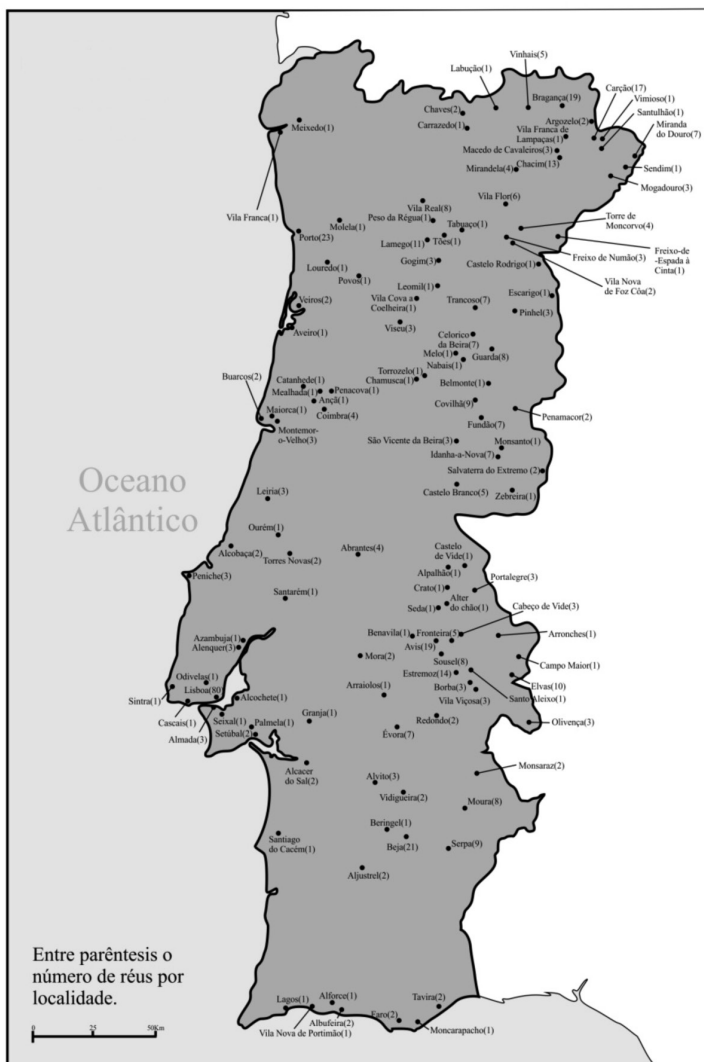 Vinhais(5)
Labução(1)
Bragança(19)
Carção(17)
Vimioso(1)
Santulhão(1)
Miranda
do Douro(7)
Chaves(2)
Argozelo(2)
Carrazedo(1)
Vila Franca de
Lampaças(1)
Meixedo(1)
Macedo de Cavaleiros(3)
Chacim(13)
Mirandela(4)
Sendim(1)
Mogadouro(3)
Vila Franca(1)
Vila Flor(6)
Vila Real(8)
Molela(1)
Peso da Régua(1)
Tabuaço(1)
Torre de
Moncorvo(4)
Porto(23)
Lamego(11)
Tões(1)
Freixo de Numão(3)
Freixo-de
-Espada à
Cinta(1)
Louredo(1)
Gogim(3)
Castelo Rodrigo(1)
Vila Nova
de Foz Côa(2)
Povos(1)
Leomil(1)
Escarigo(1)
Veiros(2)
Vila Cova a
Coelheira(1)
Trancoso(7)
Pinhel(3)
Aveiro(1)
Viseu(3)
Celorico
da Beira(7)
Melo(1)
Guarda(8)
Nabais(1)
Torrozelo(1)
Chamusca(1)
Buarcos(2)
Catanhede(1)
Mealhada(1)
Penacova(1)
Belmonte(1)
Ançã(1)
Maiorca(1)
Coimbra(4)
Covilhã(9)
Penamacor(2)
Montemor-
o-Velho(3)
Fundão(7)
São Vicente da Beira(3)
Monsanto(1)
Idanha-a-Nova(7)
Salvaterra do Extremo (2)
Oceano
Atlântico
Leiria(3)
Castelo Branco(5)
Zebreira(1)
Ourém(1)
Alcobaça(2)
Torres Novas(2)
Abrantes(4)
Castelo
de Vide(1)
Peniche(3)
Alpalhão(1)
Portalegre(3)
Santarém(1)
Crato(1)
Alter
do chão(1)
Seda(1)
Cabeço de Vide(3)
Azambuja(1)
Alenquer(3)
Benavila(1)
Fronteira(5)
Arronches(1)
Avis(19)
Mora(2)
Sousel(8)
Campo Maior(1)
Odivelas(1)
Estremoz(14)
Elvas(10)
Sintra(1)
Lisboa(80)
Alcochete(1)
Arraiolos(1)
Borba(3)
Santo Aleixo(1)
Vila Viçosa(3)
Cascais(1)
Seixal(1)
Palmela(1)
Granja(1)
Redondo(2)
Olivença(3)
Almada(3)
Setúbal(2)
Évora(7)
Alcacer
do Sal(2)
Monsaraz(2)
Alvito(3)
Vidigueira(2)
Moura(8)
Beringel(1)
Santiago
do Cacém(1)
Beja(21)
Serpa(9)
Aljustrel(2)
Entre parêntesis o
número de réus por
localidade.
Lagos(1)
Alforce(1)
Tavira(2)
Vila Nova de Portimão(1)
Albufeira(2)
Faro(2)
Moncarapacho(1)
0 25 50Km